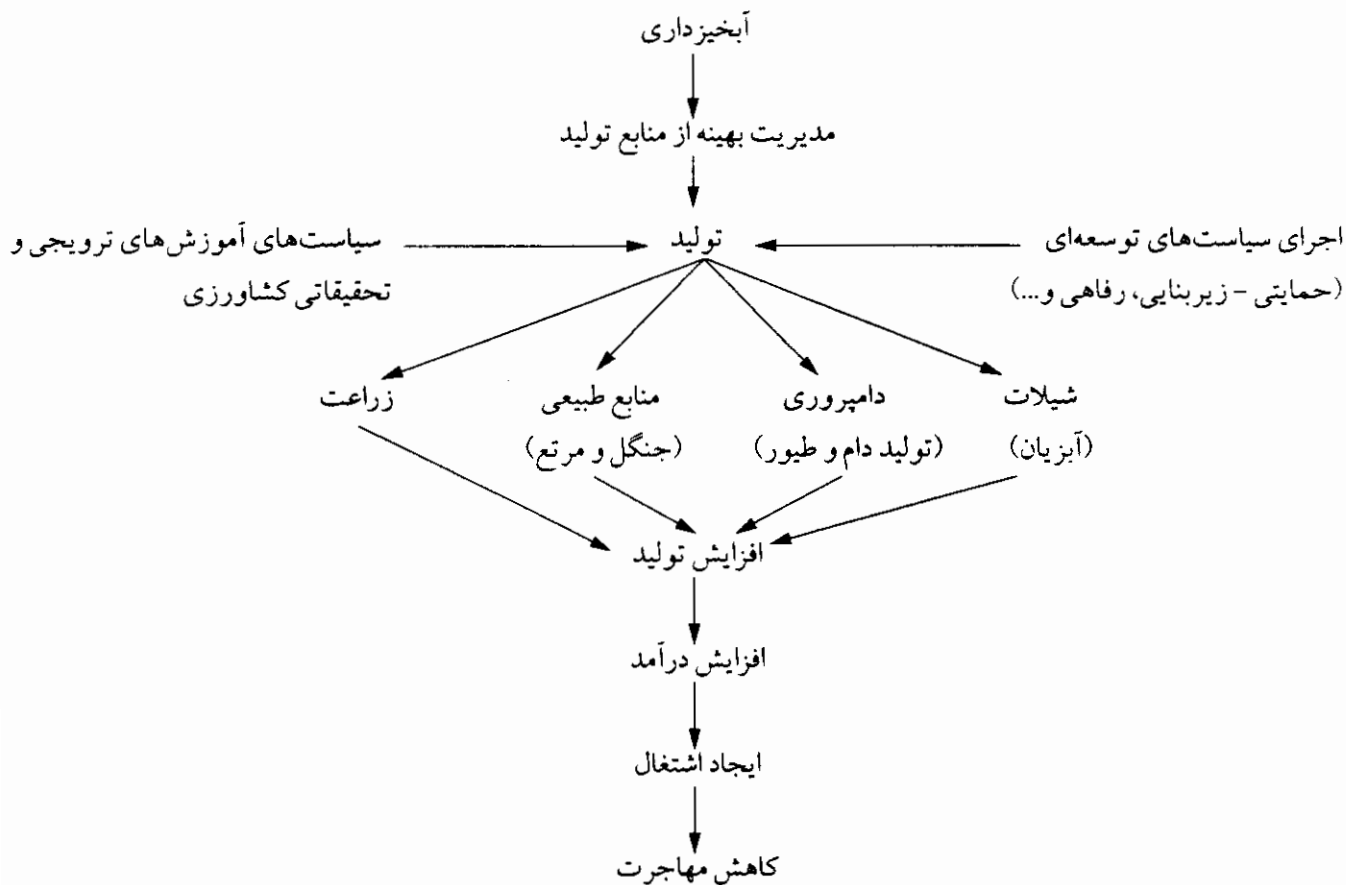 آبخیزداری
مدیریت بهینه از منابع تولید
اجرای سیاست‌های توسعه‌ای
(حمایتی - زیربنایی، رفاهی و...)
تولید
سیاست‌های آموزش‌های ترویجی و
تحقیقاتی کشاورزی
شیلات
(آبزیان)
دامپروری
(تولید دام و طیور)
منابع طبیعی
(جنگل و مرتع)
زراعت
افزایش تولید
افزایش درآمد
ایجاد اشتغال
کاهش مهاجرت